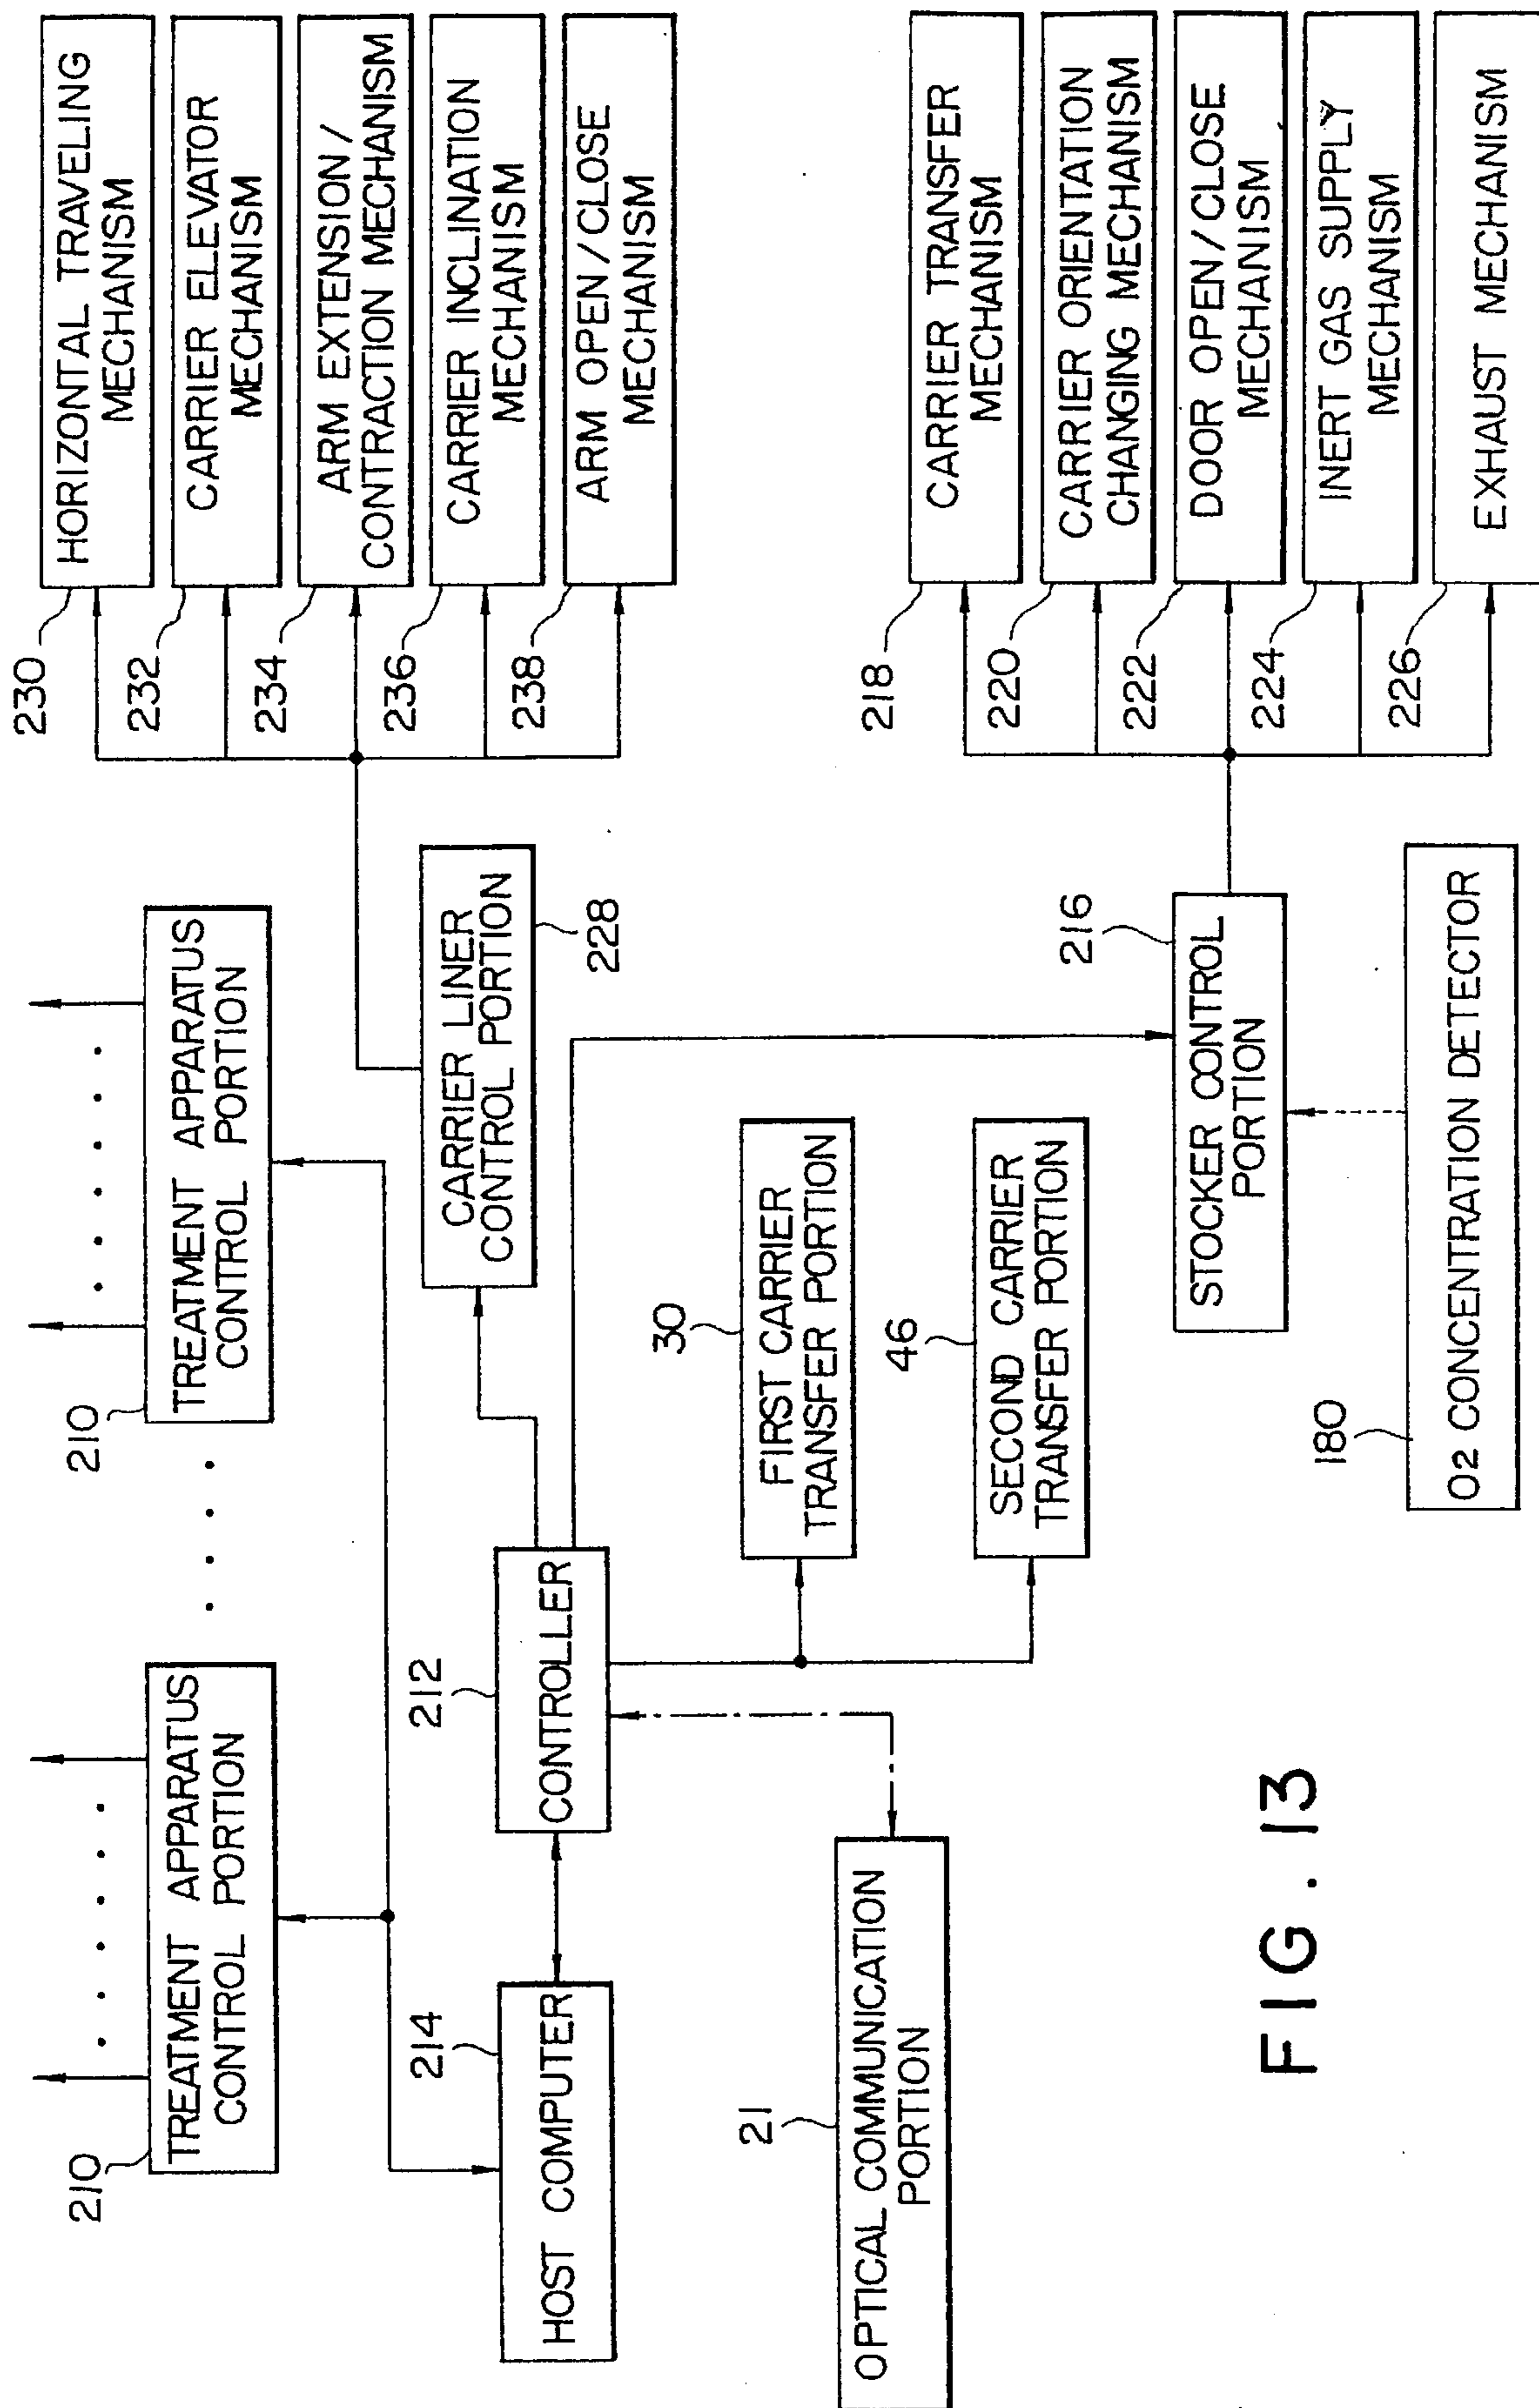 210
TREATMENT APPARATUS
CONTROL PORTION
210
TREATMENT APPARATUS
CONTROL PORTION
230
HORIZONTAL TRAVELING
MECHANISM
232
CARRIER ELEVATOR
MECHANISM
234
ARM EXTENSION/
CONTRACTION MECHANISM
236
CARRIER INCLINATION
MECHANISM
238
ARM OPEN/CLOSE
MECHANISM
214
HOST COMPUTER
212
CONTROLLER
CARRIER LINER
CONTROL PORTION
228
21
OPTICAL COMMUNICATION
PORTION
30
FIRST CARRIER
TRANSFER PORTION
46
SECOND CARRIER
TRANSFER PORTION
216
STOCKER CONTROL
PORTION
180
O2 CONCENTRATION DETECTOR
218
CARRIER TRANSFER
MECHANISM
220
CARRIER ORIENTATION
CHANGING MECHANISM
222
DOOR OPEN/CLOSE
MECHANISM
224
INERT GAS SUPPLY
MECHANISM
226
EXHAUST MECHANISM
FIG. 13